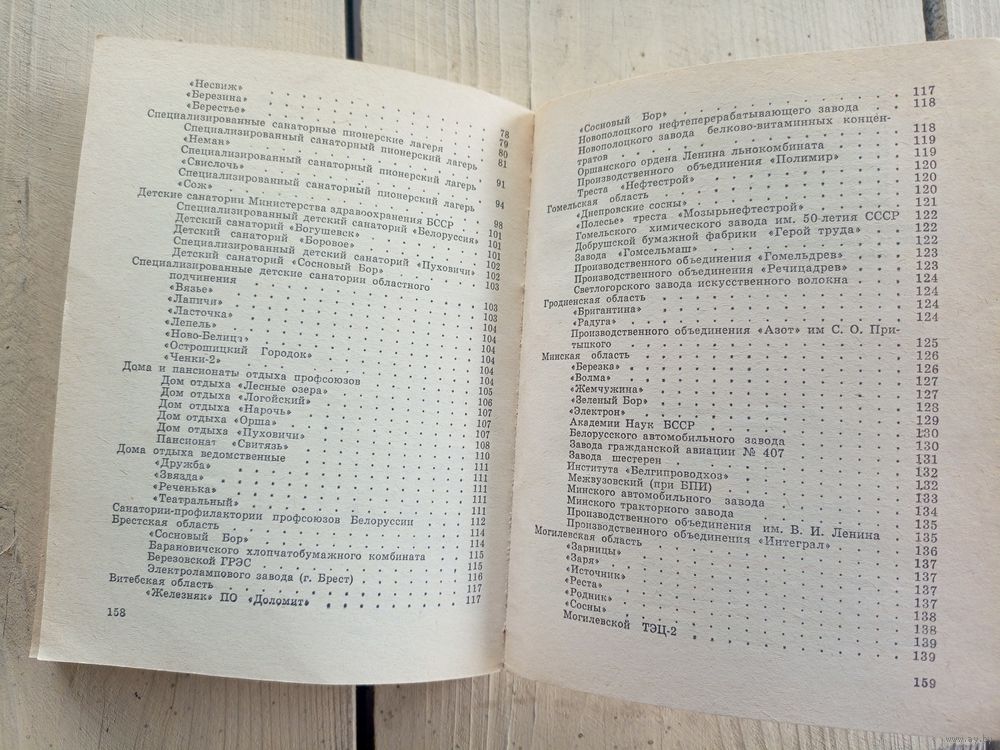 «Несвиж» 78
«Березина» 79
«Берестье» 80
Специализированные санаторные пионерские лагеря 81
Специализированный санаторный пионерский лагерь
«Неман» 91
Специализированный санаторный пионерский лагерь
«Свислочь» 94
Специализированный санаторный пионерский лагерь
«Сож» 98
Детские санатории Министерства здравоохранения БССР 101
Специализированный детский санаторий «Белоруссия» 101
Детский санаторий «Богушевск» 101
Детский санаторий «Боровое» 102
Специализированный детский санаторий «Пуховичи» 102
Детский санаторий «Сосновый Бор» 103
Специализированные детские санатории областного
подчинения 103
«Вязье» 103
«Лапичи» 104
«Ласточка» 104
«Лепель» 104
«Ново-Белица» 104
«Острошицкий Городок» 104
«Ченки-2» 104
Дома и пансионаты отдыха профсоюзов 105
Дом отдыха «Лесные озера» 106
Дом отдыха «Логойский» 107
Дом отдыха «Нарочь» 107
Дом отдыха «Орша» 107
Дом отдыха «Пуховичи» 108
Пансионат «Свитязь» 110
Дома отдыха ведомственные 111
«Дружба» 111
«Звязда» 111
«Реченька» 111
«Театральный» 111
Санатории-профилактории профсоюзов Белоруссии 112
Брестская область 114
«Сосновый Бор» 114
Барановичского хлопчатобумажного комбината 115
Березовской ГРЭС 115
Электролампового завода (г. Брест) 116
Витебская область 117
«Железняк» ПО «Доломит» 117
158
«Сосновый Бор» 117
Новополоцкого нефтеперерабатывающего завода 118
Новополоцкого завода белково-витаминных концен-
тратов 118
Оршанского ордена Ленина льнокомбината 119
Производственного объединения «Полимир» 119
Треста «Нефтестрой» 120
Гомельская область 120
«Днепровские сосны» 120
«Полесье» треста «Мозырьнефтестрой» 121
Гомельского химического завода им. 50-летия СССР 122
Добрушской бумажной фабрики «Герой труда» 122
Завода «Гомсельмаш» 122
Производственного объединения «Гомельдрев» 123
Производственного объединения «Речицадрев» 123
Светлогорского завода искусственного волокна 124
Гродненская область 124
«Бригантина» 124
«Радуга» 124
Производственного объединения «Азот» им С. О. При-
тыцкого 125
Минская область 126
«Березка» 126
«Волма» 127
«Жемчужина» 127
«Зеленый Бор» 128
«Электрон» 129
Академии Наук БССР 130
Белорусского автомобильного завода 130
Завода гражданской авиации № 407 131
Завода шестерен 132
Института «Белгипроводхоз» 132
Межвузовский (при БПИ) 133
Минского автомобильного завода 134
Минского тракторного завода 135
Производственного объединения им. В. И. Ленина 135
Производственного объединения «Интеграл» 136
Могилевская область 137
«Зарницы» 137
«Заря» 137
«Источник» 137
«Реста» 138
«Родник» 138
«Сосны» 139
Могилевской ТЭЦ-2 139
159